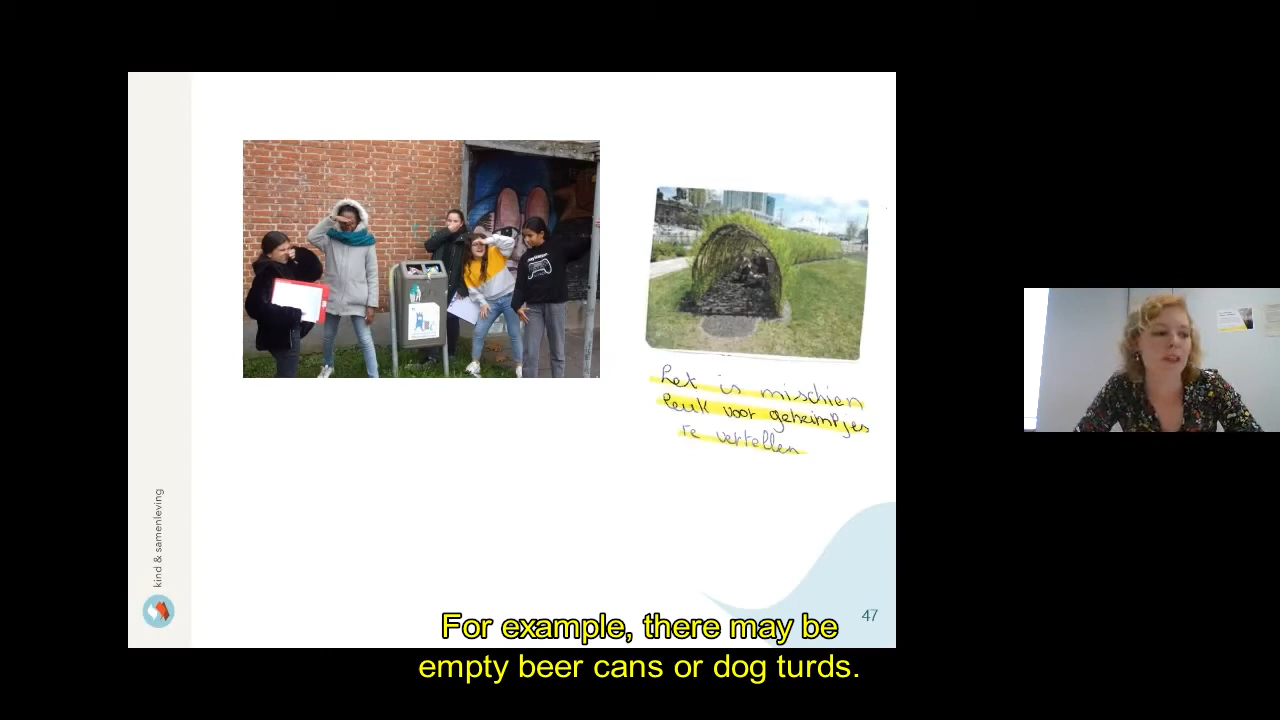 het is mischien
leuk voor geheimpjes
te vertellen
kind & samenleving
47
For example, there may be
empty beer cans or dog turds.